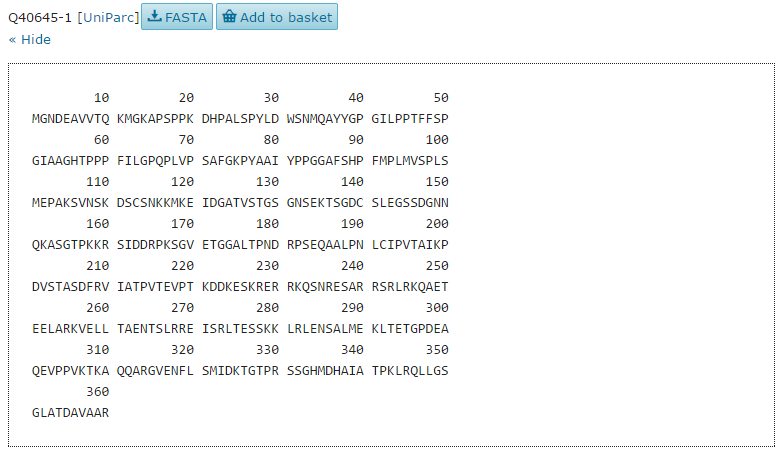 Q40645-1 [UniParc] FASTA Add to basket
« Hide
10 20 30 40 50
MGNDEAVVTQ KMGKAPSPPK DHPALSPYLD WSNMQAYYGP GILPPTFFSP
60 70 80 90 100
GIAAGHTPPP FILGPQPLVP SAFGKPYAAI YPPGGAFSHP FMPLMVSPLS
110 120 130 140 150
MEPAKSVNSK DSCSNKKMKE IDGATVSTGS GNSEKTSGDC SLEGSSDGNN
160 170 180 190 200
QKASGTPKKR SIDDRPKSGV ETGGALTPND RPSEQAALPN LCIPVTAIKP
210 220 230 240 250
DVSTASDFRV IATPVTEVPT KDDKESKRER RKQSNRESAR RSRLRKQAET
260 270 280 290 300
EELARKVELL TAENTSLRRE ISRLTESSKK LRLENSALME KLTETGPDEA
310 320 330 340 350
QEVPPVKTKA QQARGVENFL SMIDKTGTPR SSGHMDHAIA TPKLRQLLGS
360
GLATDAVAAR